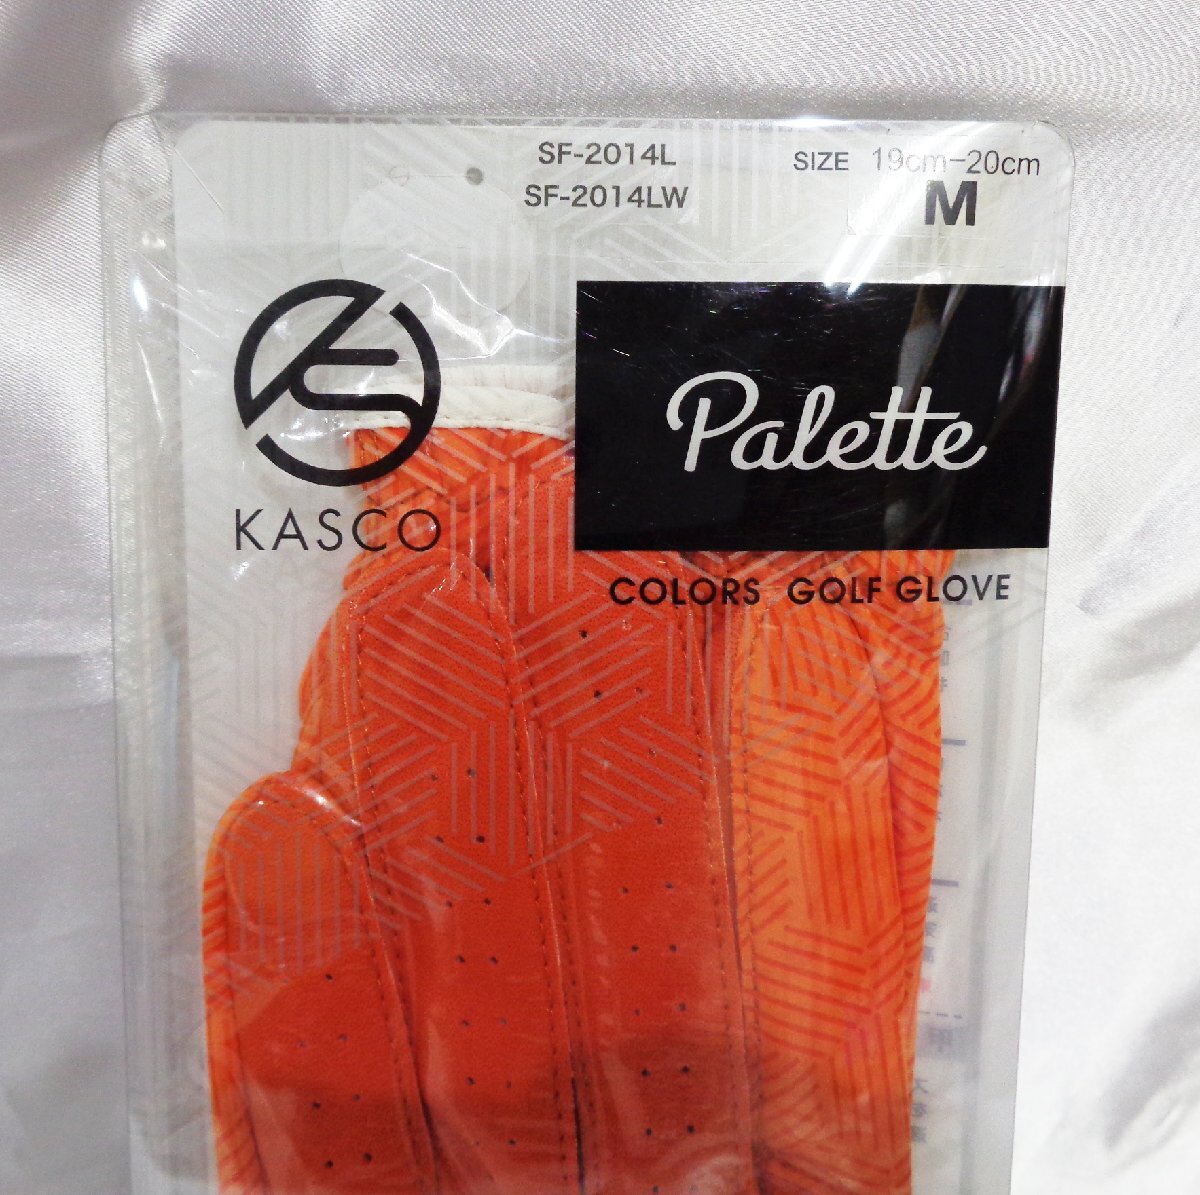 SF-2014L
SF-2014LW
SIZE 19cm-20cm
M
KASCO
Palette
COLORS GOLF GLOVE